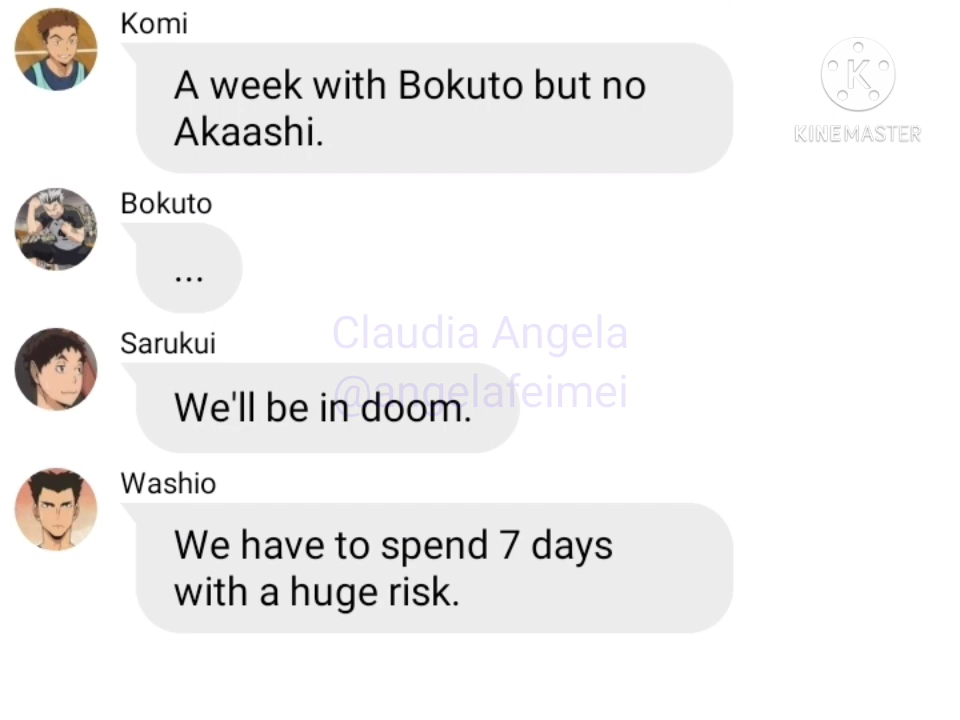 Komi
A week with Bokuto but no
Akaashi.
K
KINEMASTER
Bokuto
...
Sarukui
Claudia Angela
@angelafeimei
We'll be in doom.
Washio
We have to spend 7 days
with a huge risk.